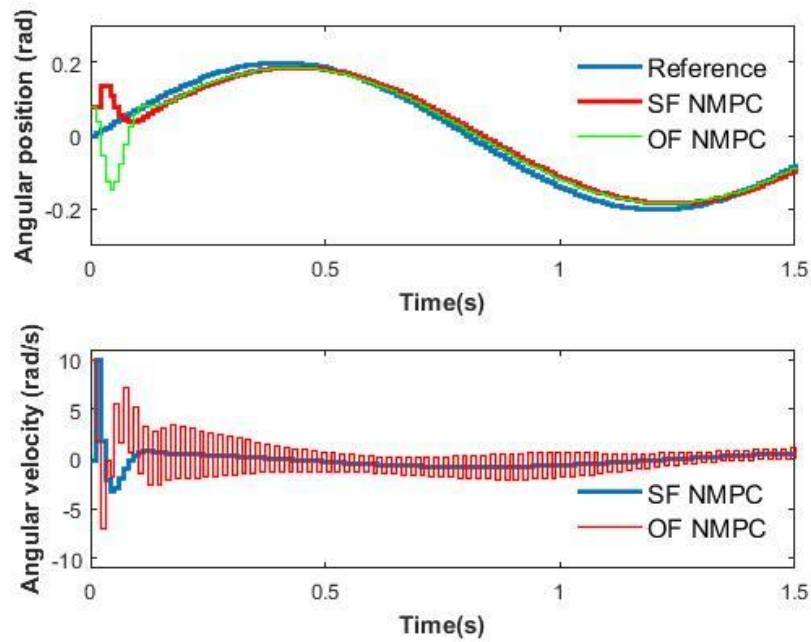 Angular position (rad)
0.2
0
-0.2
Reference
SF NMPC
OF NMPC
0 0.5 1 1.5
Time(s)
Angular velocity (rad/s)
10
5
0
-5
-10
SF NMPC
OF NMPC
0 0.5 1 1.5
Time(s)